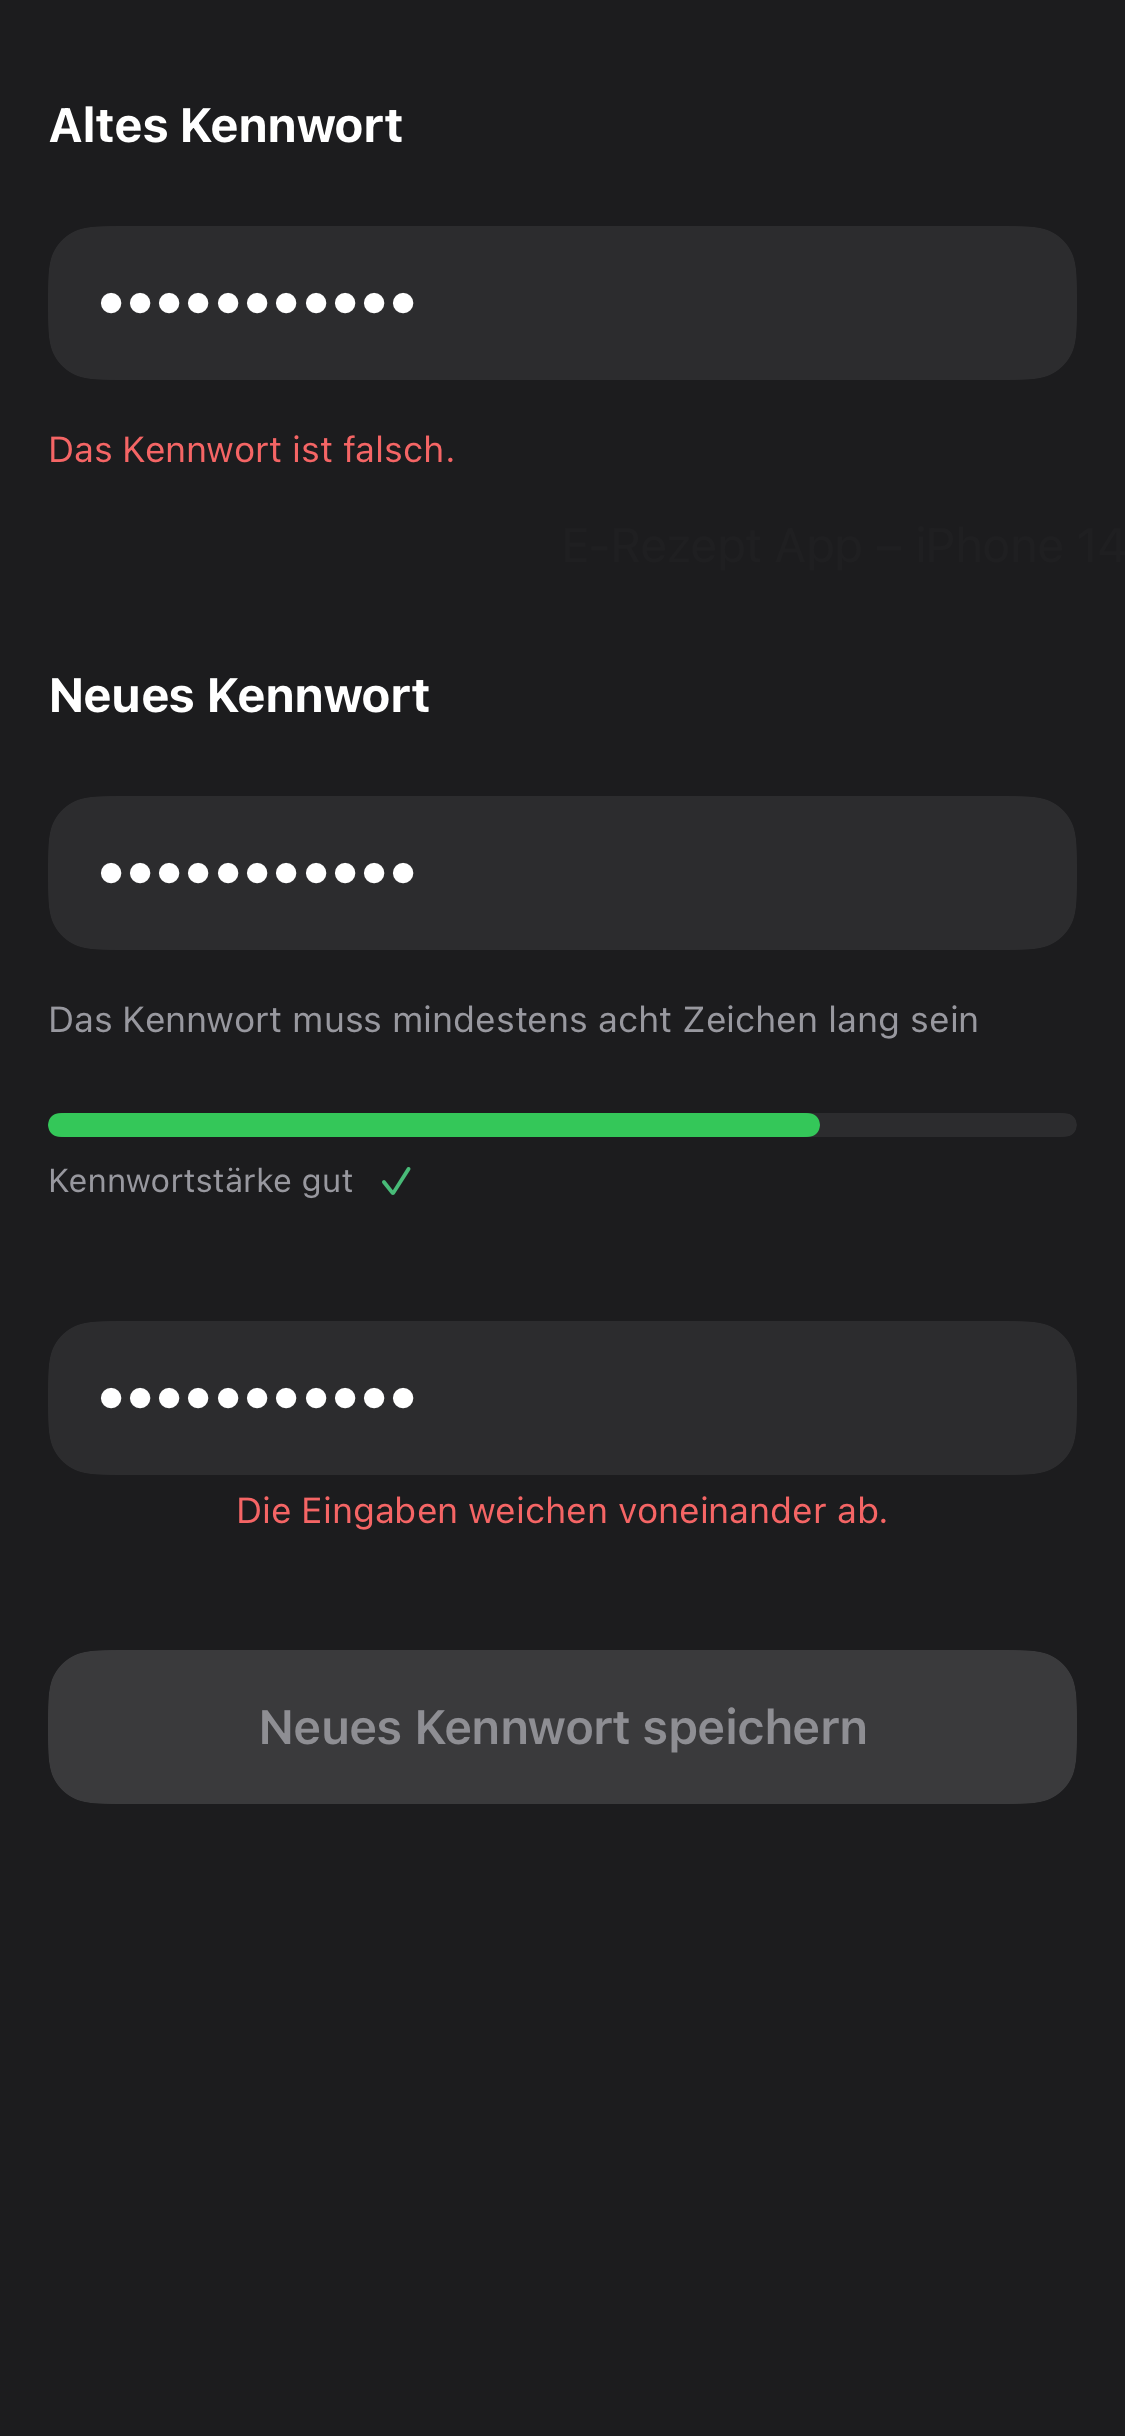 Altes Kennwort
•••••••••••
Das Kennwort ist falsch.
E-Rezept App – iPhone 14
Neues Kennwort
•••••••••••
Das Kennwort muss mindestens acht Zeichen lang sein
Kennwortstärke gut
•••••••••••
Die Eingaben weichen voneinander ab.
Neues Kennwort speichern